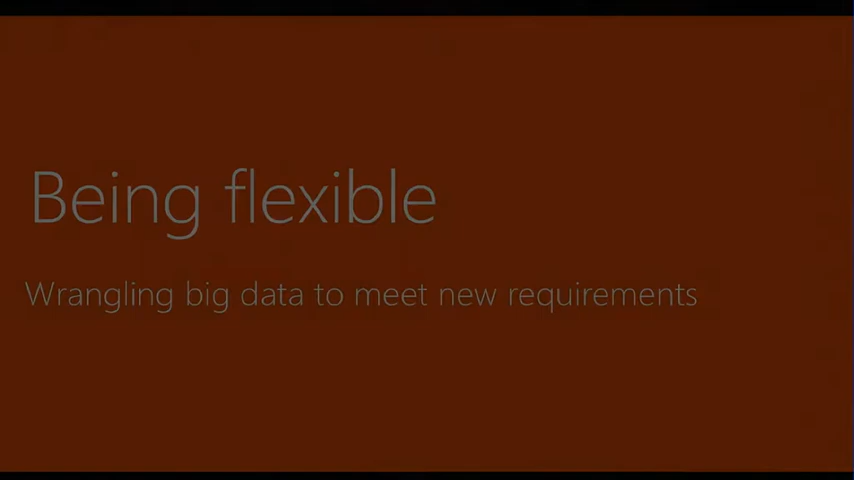 Being flexible
Wrangling big data to meet new requirements